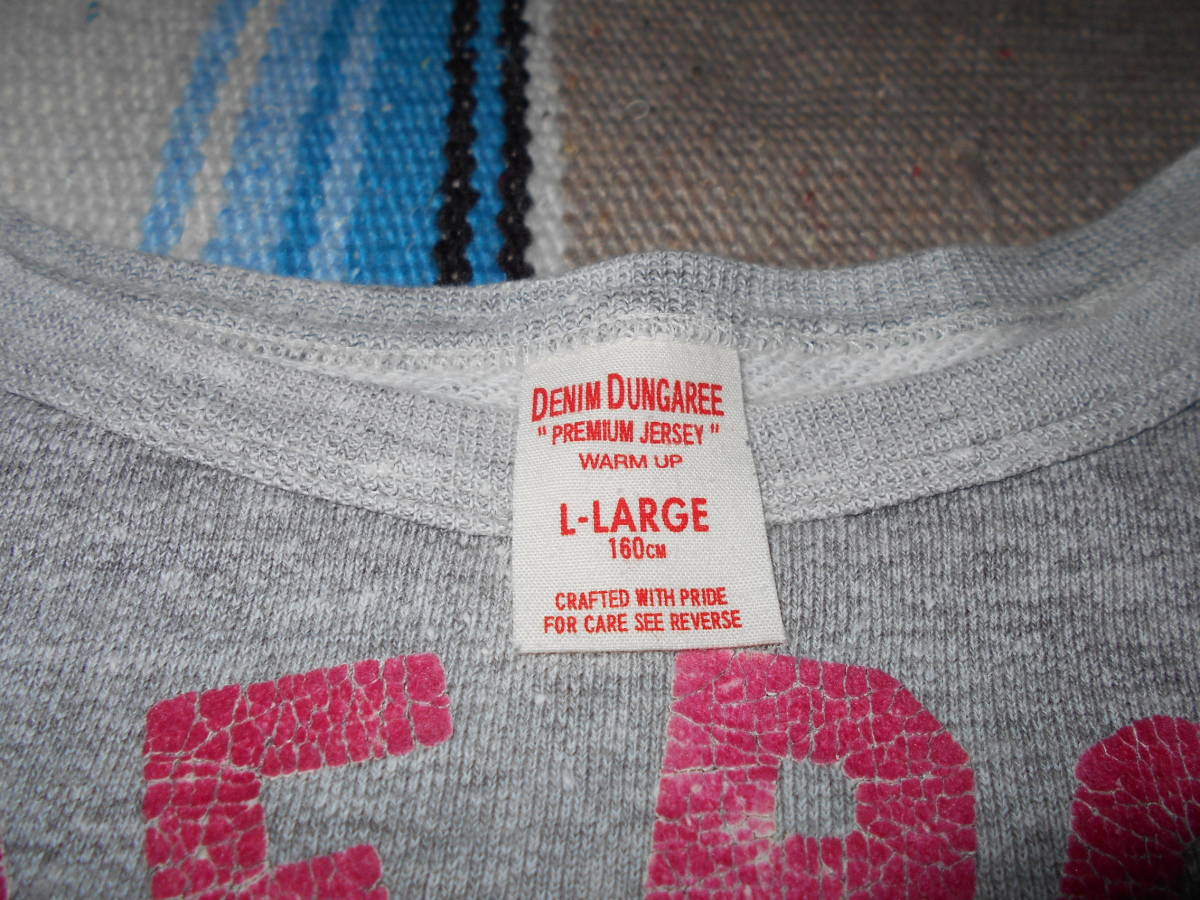 DENIM DUNGAREE
"PREMIUM JERSEY"
WARM UP
L-LARGE
160CM
CRAFTED WITH PRIDE
FOR CARE SEE REVERSE